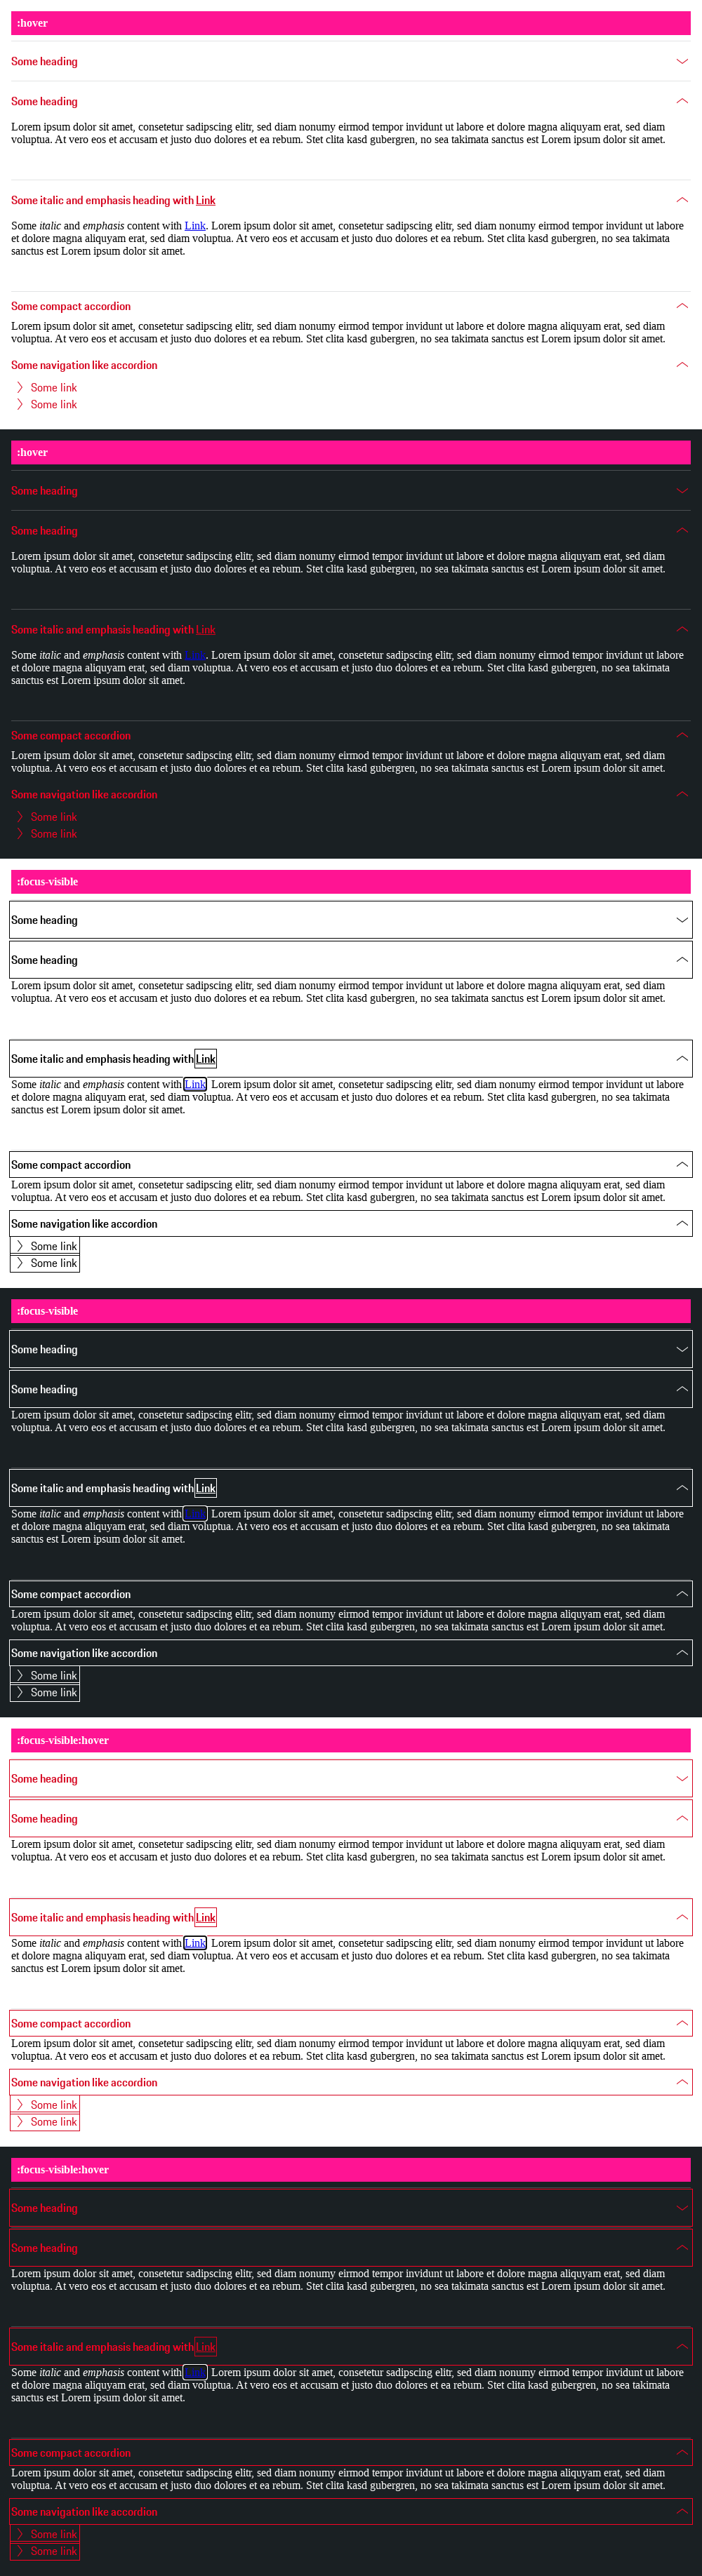 :hover
Some heading
Some heading
Lorem ipsum dolor sit amet, consetetur sadipscing elitr, sed diam nonumy eirmod tempor invidunt ut labore et dolore magna aliquyam erat, sed diam
voluptua. At vero eos et accusam et justo duo dolores et ea rebum. Stet clita kasd gubergren, no sea takimata sanctus est Lorem ipsum dolor sit amet.
Some italic and emphasis heading with Link
Some italic and emphasis content with Link. Lorem ipsum dolor sit amet, consetetur sadipscing elitr, sed diam nonumy eirmod tempor invidunt ut labore
et dolore magna aliquyam erat, sed diam voluptua. At vero eos et accusam et justo duo dolores et ea rebum. Stet clita kasd gubergren, no sea takimata
sanctus est Lorem ipsum dolor sit amet.
Some compact accordion
Lorem ipsum dolor sit amet, consetetur sadipscing elitr, sed diam nonumy eirmod tempor invidunt ut labore et dolore magna aliquyam erat, sed diam
voluptua. At vero eos et accusam et justo duo dolores et ea rebum. Stet clita kasd gubergren, no sea takimata sanctus est Lorem ipsum dolor sit amet.
Some navigation like accordion
Some link
Some link
:hover
Some heading
Some heading
Lorem ipsum dolor sit amet, consetetur sadipscing elitr, sed diam nonumy eirmod tempor invidunt ut labore et dolore magna aliquyam erat, sed diam
voluptua. At vero eos et accusam et justo duo dolores et ea rebum. Stet clita kasd gubergren, no sea takimata sanctus est Lorem ipsum dolor sit amet.
Some italic and emphasis heading with Link
Some italic and emphasis content with Link. Lorem ipsum dolor sit amet, consetetur sadipscing elitr, sed diam nonumy eirmod tempor invidunt ut labore
et dolore magna aliquyam erat, sed diam voluptua. At vero eos et accusam et justo duo dolores et ea rebum. Stet clita kasd gubergren, no sea takimata
sanctus est Lorem ipsum dolor sit amet.
Some compact accordion
Lorem ipsum dolor sit amet, consetetur sadipscing elitr, sed diam nonumy eirmod tempor invidunt ut labore et dolore magna aliquyam erat, sed diam
voluptua. At vero eos et accusam et justo duo dolores et ea rebum. Stet clita kasd gubergren, no sea takimata sanctus est Lorem ipsum dolor sit amet.
Some navigation like accordion
Some link
Some link
:focus-visible
Some heading
Some heading
Lorem ipsum dolor sit amet, consetetur sadipscing elitr, sed diam nonumy eirmod tempor invidunt ut labore et dolore magna aliquyam erat, sed diam
voluptua. At vero eos et accusam et justo duo dolores et ea rebum. Stet clita kasd gubergren, no sea takimata sanctus est Lorem ipsum dolor sit amet.
Some italic and emphasis heading with Link
Some italic and emphasis content with Link. Lorem ipsum dolor sit amet, consetetur sadipscing elitr, sed diam nonumy eirmod tempor invidunt ut labore
et dolore magna aliquyam erat, sed diam voluptua. At vero eos et accusam et justo duo dolores et ea rebum. Stet clita kasd gubergren, no sea takimata
sanctus est Lorem ipsum dolor sit amet.
Some compact accordion
Lorem ipsum dolor sit amet, consetetur sadipscing elitr, sed diam nonumy eirmod tempor invidunt ut labore et dolore magna aliquyam erat, sed diam
voluptua. At vero eos et accusam et justo duo dolores et ea rebum. Stet clita kasd gubergren, no sea takimata sanctus est Lorem ipsum dolor sit amet.
Some navigation like accordion
Some link
Some link
:focus-visible
Some heading
Some heading
Lorem ipsum dolor sit amet, consetetur sadipscing elitr, sed diam nonumy eirmod tempor invidunt ut labore et dolore magna aliquyam erat, sed diam
voluptua. At vero eos et accusam et justo duo dolores et ea rebum. Stet clita kasd gubergren, no sea takimata sanctus est Lorem ipsum dolor sit amet.
Some italic and emphasis heading with Link
Some italic and emphasis content with Link. Lorem ipsum dolor sit amet, consetetur sadipscing elitr, sed diam nonumy eirmod tempor invidunt ut labore
et dolore magna aliquyam erat, sed diam voluptua. At vero eos et accusam et justo duo dolores et ea rebum. Stet clita kasd gubergren, no sea takimata
sanctus est Lorem ipsum dolor sit amet.
Some compact accordion
Lorem ipsum dolor sit amet, consetetur sadipscing elitr, sed diam nonumy eirmod tempor invidunt ut labore et dolore magna aliquyam erat, sed diam
voluptua. At vero eos et accusam et justo duo dolores et ea rebum. Stet clita kasd gubergren, no sea takimata sanctus est Lorem ipsum dolor sit amet.
Some navigation like accordion
Some link
Some link
:focus-visible:hover
Some heading
Some heading
Lorem ipsum dolor sit amet, consetetur sadipscing elitr, sed diam nonumy eirmod tempor invidunt ut labore et dolore magna aliquyam erat, sed diam
voluptua. At vero eos et accusam et justo duo dolores et ea rebum. Stet clita kasd gubergren, no sea takimata sanctus est Lorem ipsum dolor sit amet.
Some italic and emphasis heading with Link
Some italic and emphasis content with Link. Lorem ipsum dolor sit amet, consetetur sadipscing elitr, sed diam nonumy eirmod tempor invidunt ut labore
et dolore magna aliquyam erat, sed diam voluptua. At vero eos et accusam et justo duo dolores et ea rebum. Stet clita kasd gubergren, no sea takimata
sanctus est Lorem ipsum dolor sit amet.
Some compact accordion
Lorem ipsum dolor sit amet, consetetur sadipscing elitr, sed diam nonumy eirmod tempor invidunt ut labore et dolore magna aliquyam erat, sed diam
voluptua. At vero eos et accusam et justo duo dolores et ea rebum. Stet clita kasd gubergren, no sea takimata sanctus est Lorem ipsum dolor sit amet.
Some navigation like accordion
Some link
Some link
:focus-visible:hover
Some heading
Some heading
Lorem ipsum dolor sit amet, consetetur sadipscing elitr, sed diam nonumy eirmod tempor invidunt ut labore et dolore magna aliquyam erat, sed diam
voluptua. At vero eos et accusam et justo duo dolores et ea rebum. Stet clita kasd gubergren, no sea takimata sanctus est Lorem ipsum dolor sit amet.
Some italic and emphasis heading with Link
Some italic and emphasis content with Link. Lorem ipsum dolor sit amet, consetetur sadipscing elitr, sed diam nonumy eirmod tempor invidunt ut labore
et dolore magna aliquyam erat, sed diam voluptua. At vero eos et accusam et justo duo dolores et ea rebum. Stet clita kasd gubergren, no sea takimata
sanctus est Lorem ipsum dolor sit amet.
Some compact accordion
Lorem ipsum dolor sit amet, consetetur sadipscing elitr, sed diam nonumy eirmod tempor invidunt ut labore et dolore magna aliquyam erat, sed diam
voluptua. At vero eos et accusam et justo duo dolores et ea rebum. Stet clita kasd gubergren, no sea takimata sanctus est Lorem ipsum dolor sit amet.
Some navigation like accordion
Some link
Some link